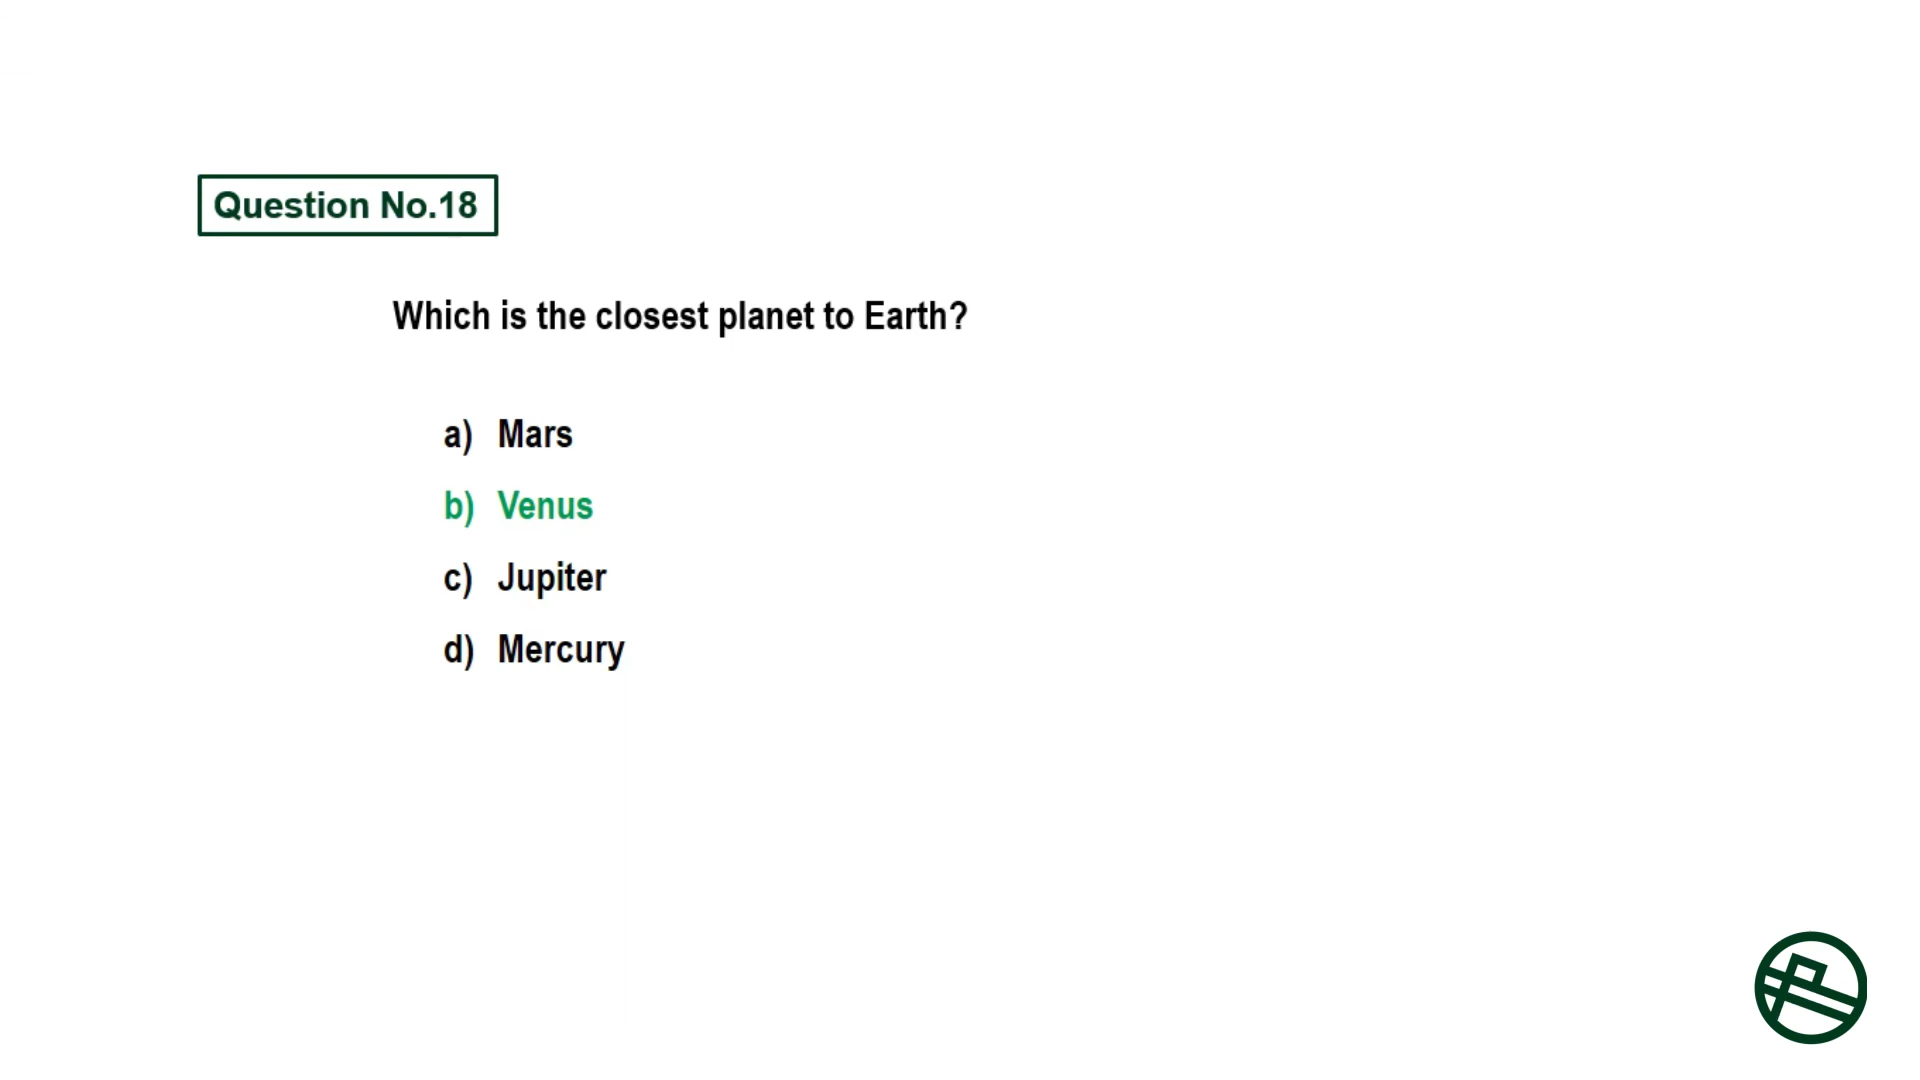 Question No.18
Which is the closest planet to Earth?
a) Mars
b) Venus
c) Jupiter
d) Mercury